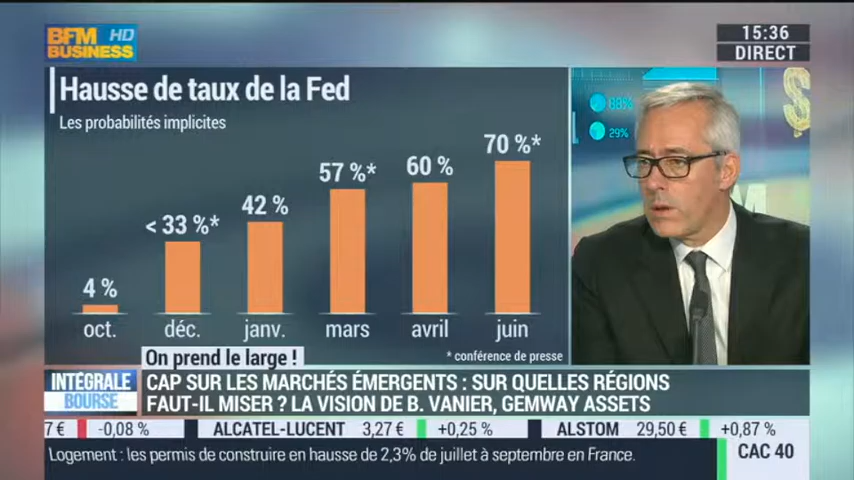 BFM HD
BUSINESS
15:36
DIRECT
Hausse de taux de la Fed
Les probabilités implicites
4 %
< 33 %*
42 %
57 %*
60 %
70 %*
oct.
déc.
janv.
mars
avril
juin
* conférence de presse
88%
29%
On prend le large !
INTÉGRALE
BOURSE
CAP SUR LES MARCHÉS ÉMERGENTS : SUR QUELLES RÉGIONS
FAUT-IL MISER ? LA VISION DE B. VANIER, GEMWAY ASSETS
7 € -0,08 % ALCATEL-LUCENT 3,27 € +0,25 % ALSTOM 29,50 € +0,87 %
Logement : les permis de construire en hausse de 2,3% de juillet à septembre en France.
CAC 40